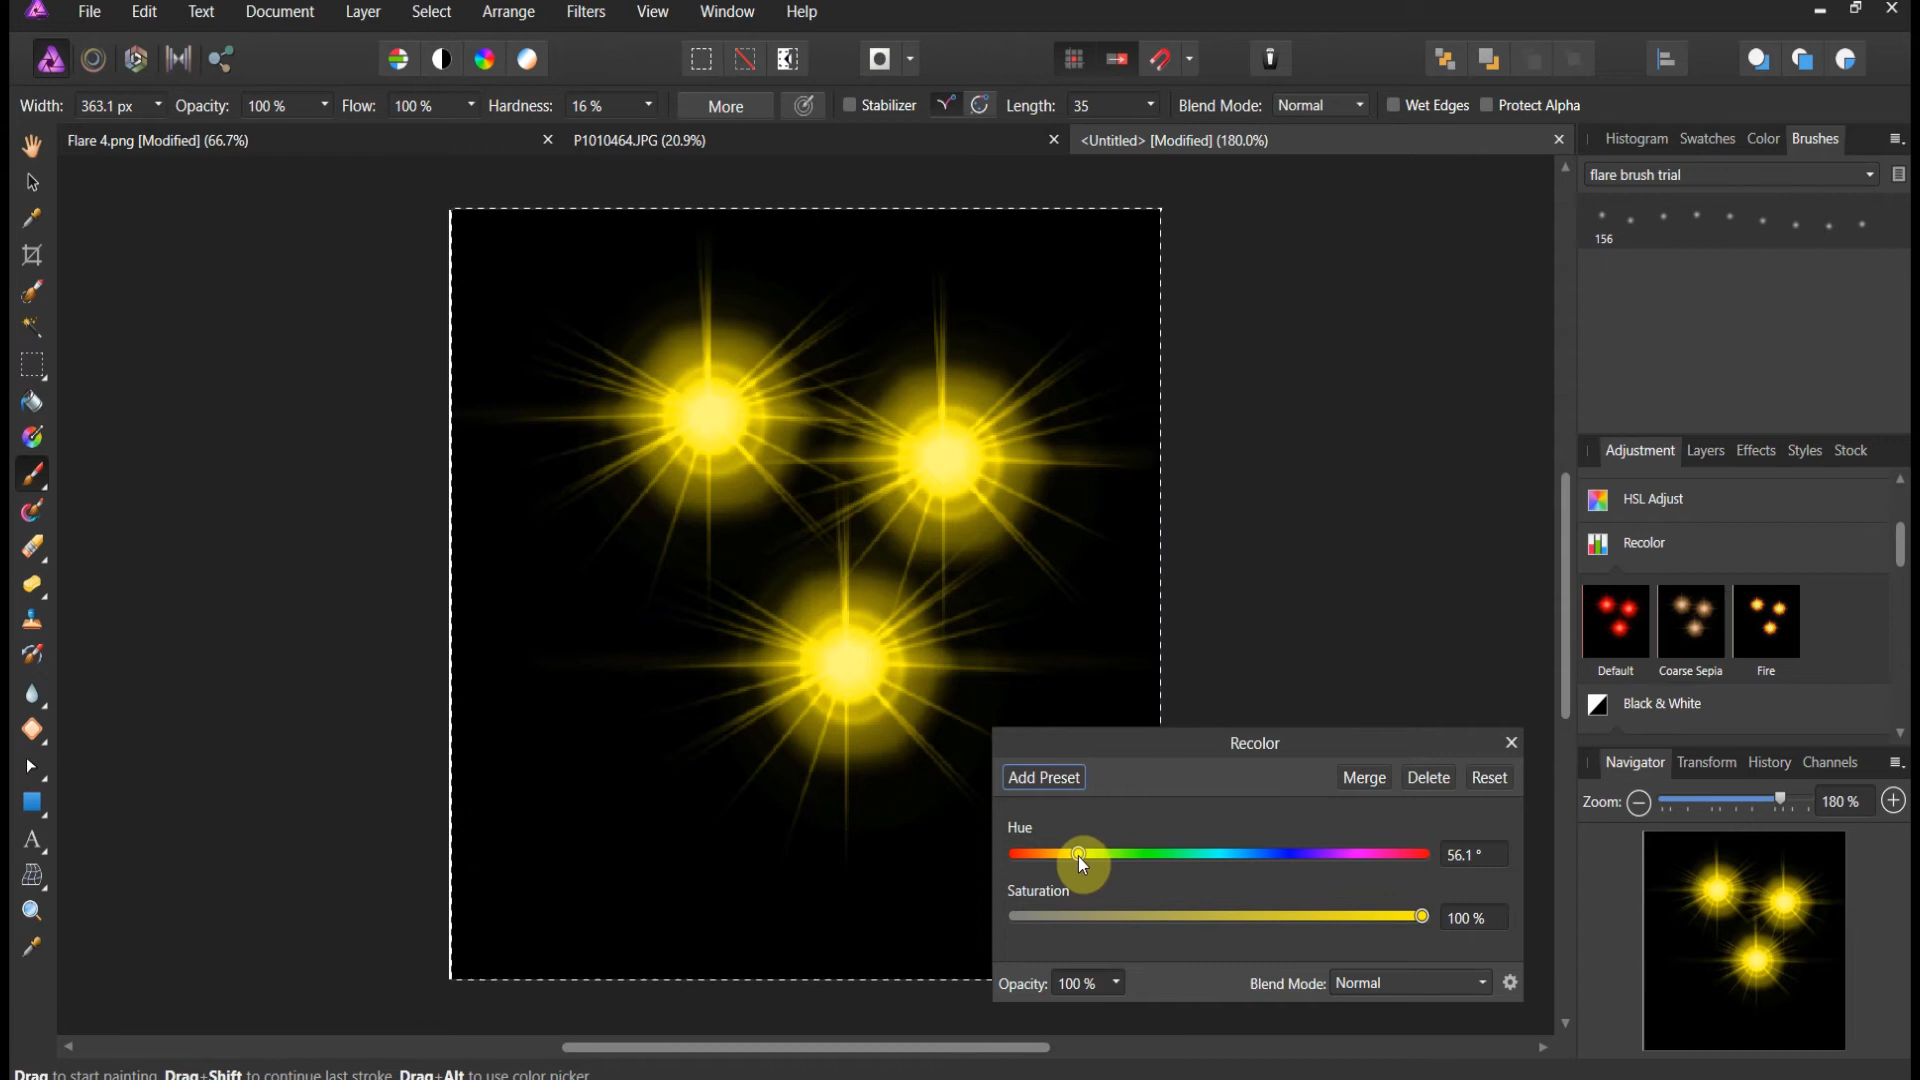 File Edit Text Document Layer Select Arrange Filters View Window Help
Width: 363.1 px Opacity: 100 % Flow: 100 % Hardness: 16 % More Stabilizer Length: 35 Blend Mode: Normal Wet Edges Protect Alpha
Flare 4.png [Modified] (66.7%) P1010464.JPG (20.9%) <Untitled> [Modified] (180.0%)
Histogram Swatches Color Brushes
flare brush trial
156
Adjustment Layers Effects Styles Stock
HSL Adjust
Recolor
Default Coarse Sepia Fire
Black & White
Recolor
Add Preset Merge Delete Reset
Hue
56.1 °
Saturation
100 %
Opacity: 100 % Blend Mode: Normal
Navigator Transform History Channels
Zoom: 180 %
Drag to start painting. Drag+Shift to continue last stroke. Drag+Alt to use color picker.